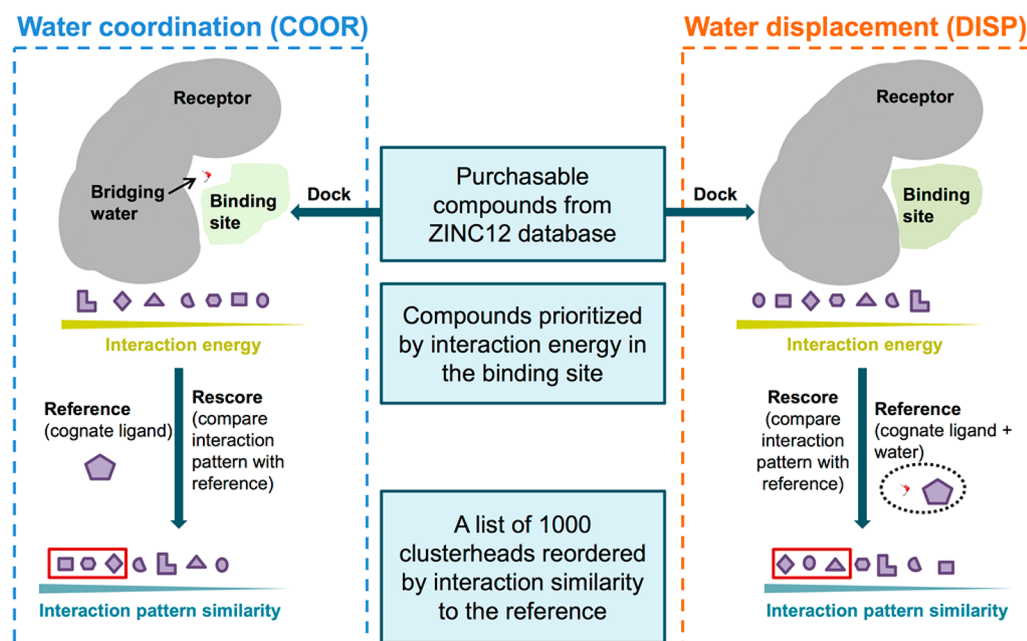 Water coordination (COOR)
Water displacement (DISP)
Receptor
Bridging
water
Binding
site
Dock
Purchasable
compounds from
ZINC12 database
Dock
Receptor
Binding
site
Interaction energy
Compounds prioritized
by interaction energy in
the binding site
Interaction energy
Reference
(cognate ligand)
Rescore
(compare
interaction
pattern with
reference)
Rescore
(compare
interaction
pattern with
reference)
Reference
(cognate ligand +
water)
A list of 1000
clusterheads reordered
by interaction similarity
to the reference
Interaction pattern similarity
Interaction pattern similarity